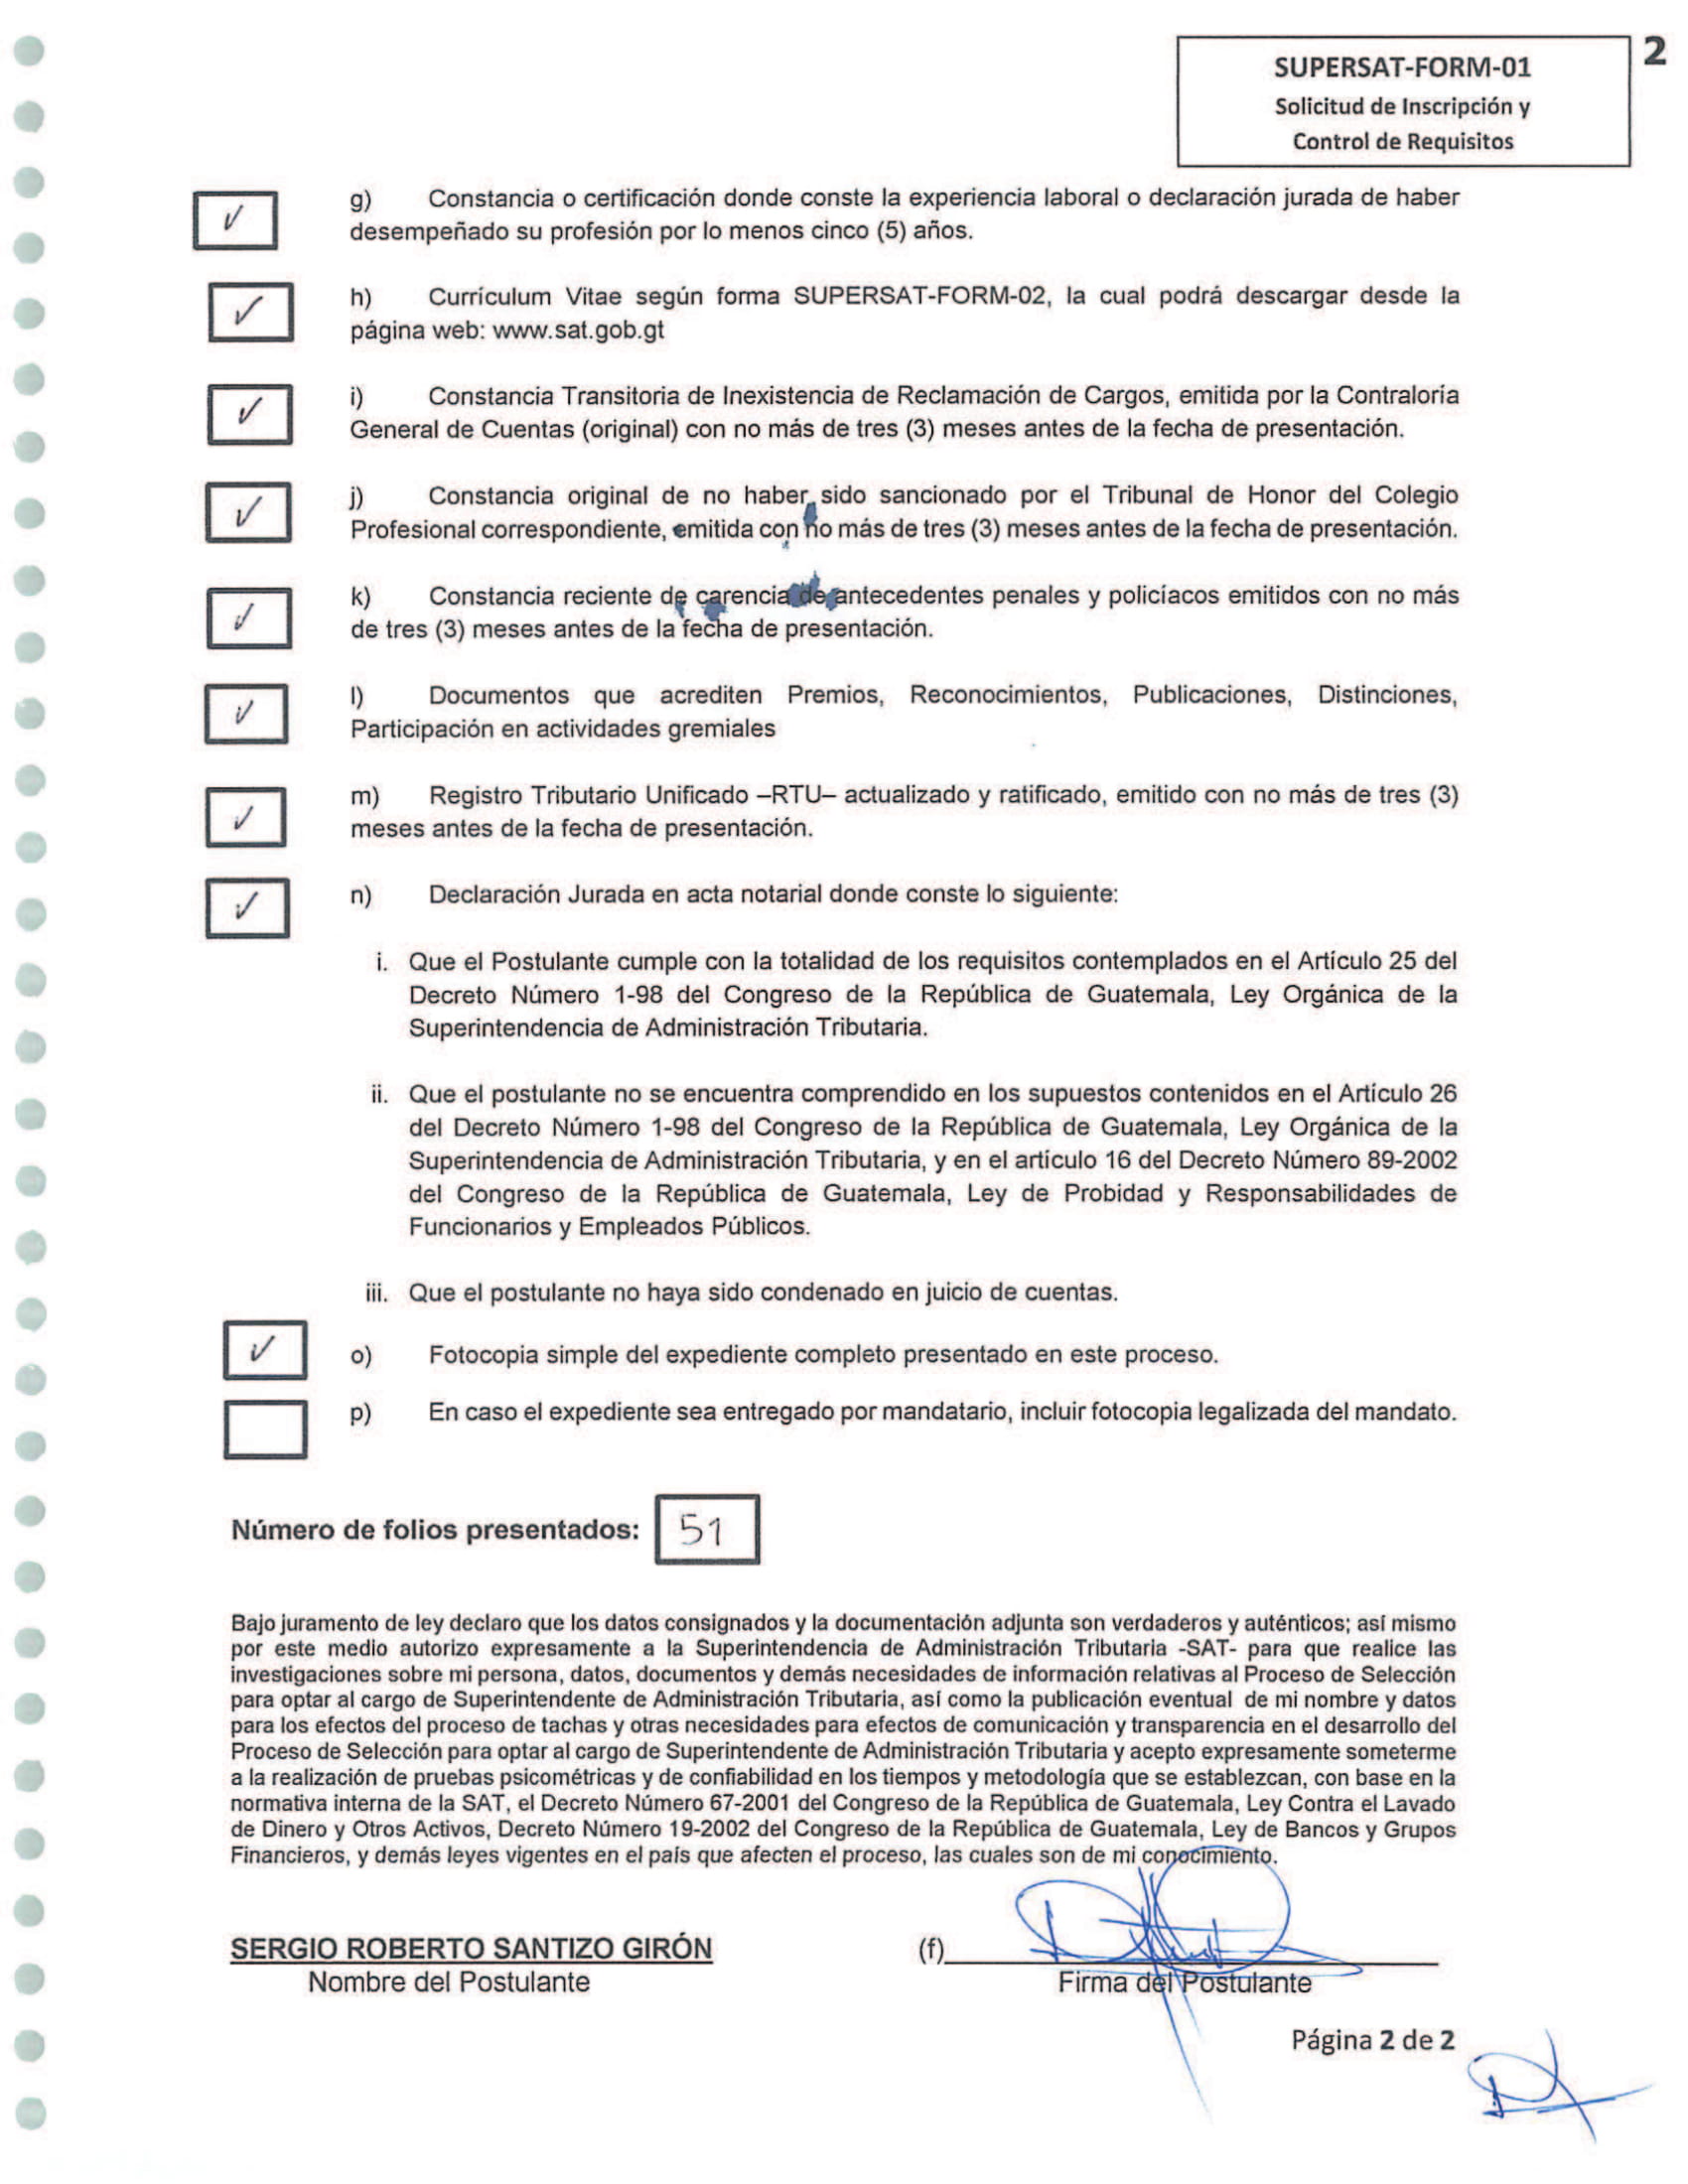 2
SUPERSAT-FORM-01
Solicitud de Inscripción y
Control de Requisitos
✓ g) Constancia o certificación donde conste la experiencia laboral o declaración jurada de haber
desempeñado su profesión por lo menos cinco (5) años.
✓ h) Currículum Vitae según forma SUPERSAT-FORM-02, la cual podrá descargar desde la
página web: www.sat.gob.gt
✓ i) Constancia Transitoria de Inexistencia de Reclamación de Cargos, emitida por la Contraloría
General de Cuentas (original) con no más de tres (3) meses antes de la fecha de presentación.
✓ j) Constancia original de no haber sido sancionado por el Tribunal de Honor del Colegio
Profesional correspondiente, emitida con no más de tres (3) meses antes de la fecha de presentación.
✓ k) Constancia reciente de carencia de antecedentes penales y policíacos emitidos con no más
de tres (3) meses antes de la fecha de presentación.
✓ l) Documentos que acrediten Premios, Reconocimientos, Publicaciones, Distinciones,
Participación en actividades gremiales
✓ m) Registro Tributario Unificado –RTU– actualizado y ratificado, emitido con no más de tres (3)
meses antes de la fecha de presentación.
✓ n) Declaración Jurada en acta notarial donde conste lo siguiente:
i. Que el Postulante cumple con la totalidad de los requisitos contemplados en el Artículo 25 del
Decreto Número 1-98 del Congreso de la República de Guatemala, Ley Orgánica de la
Superintendencia de Administración Tributaria.
ii. Que el postulante no se encuentra comprendido en los supuestos contenidos en el Artículo 26
del Decreto Número 1-98 del Congreso de la República de Guatemala, Ley Orgánica de la
Superintendencia de Administración Tributaria, y en el artículo 16 del Decreto Número 89-2002
del Congreso de la República de Guatemala, Ley de Probidad y Responsabilidades de
Funcionarios y Empleados Públicos.
iii. Que el postulante no haya sido condenado en juicio de cuentas.
✓ o) Fotocopia simple del expediente completo presentado en este proceso.
p) En caso el expediente sea entregado por mandatario, incluir fotocopia legalizada del mandato.
Número de folios presentados: 51
Bajo juramento de ley declaro que los datos consignados y la documentación adjunta son verdaderos y auténticos; así mismo
por este medio autorizo expresamente a la Superintendencia de Administración Tributaria -SAT- para que realice las
investigaciones sobre mi persona, datos, documentos y demás necesidades de información relativas al Proceso de Selección
para optar al cargo de Superintendente de Administración Tributaria, así como la publicación eventual de mi nombre y datos
para los efectos del proceso de tachas y otras necesidades para efectos de comunicación y transparencia en el desarrollo del
Proceso de Selección para optar al cargo de Superintendente de Administración Tributaria y acepto expresamente someterme
a la realización de pruebas psicométricas y de confiabilidad en los tiempos y metodología que se establezcan, con base en la
normativa interna de la SAT, el Decreto Número 67-2001 del Congreso de la República de Guatemala, Ley Contra el Lavado
de Dinero y Otros Activos, Decreto Número 19-2002 del Congreso de la República de Guatemala, Ley de Bancos y Grupos
Financieros, y demás leyes vigentes en el país que afecten el proceso, las cuales son de mi conocimiento.
SERGIO ROBERTO SANTIZO GIRÓN (f)
Nombre del Postulante Firma del Postulante
Página 2 de 2